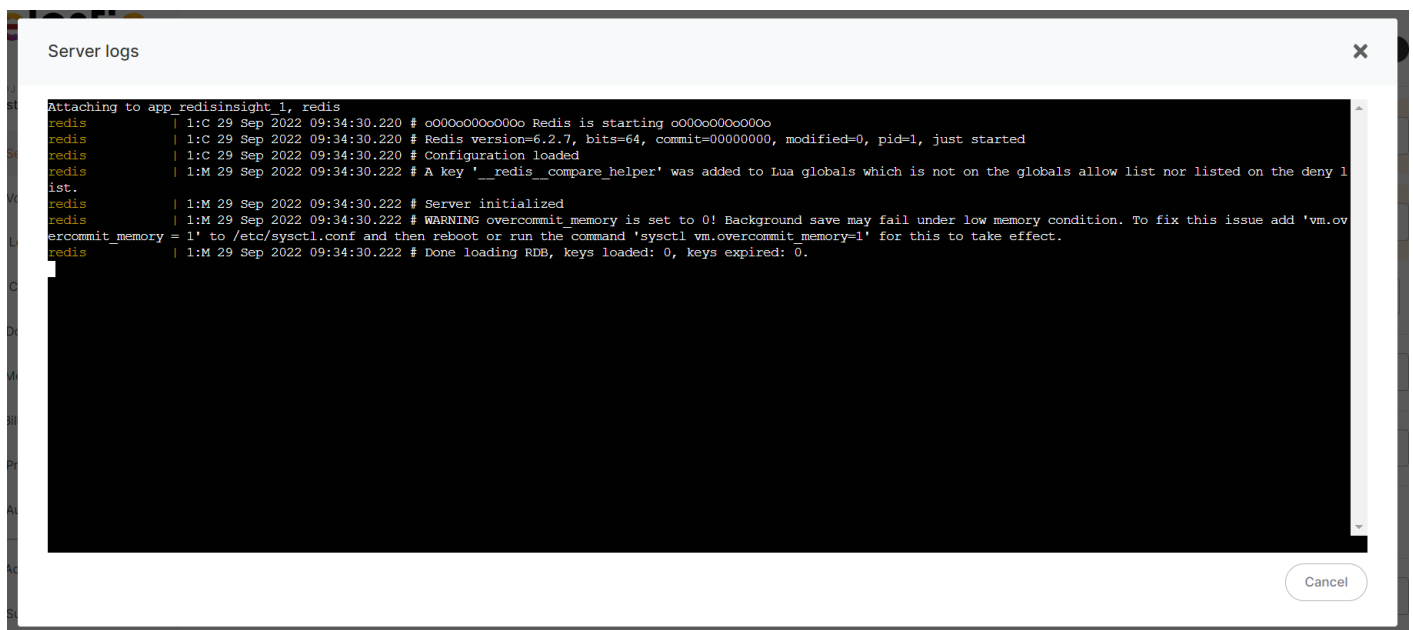 Server logs
Attaching to app_redisinsight_1, redis
redis | 1:C 29 Sep 2022 09:34:30.220 # oO0OoO0OoO0Oo Redis is starting oO0OoO0OoO0Oo
redis | 1:C 29 Sep 2022 09:34:30.220 # Redis version=6.2.7, bits=64, commit=00000000, modified=0, pid=1, just started
redis | 1:C 29 Sep 2022 09:34:30.220 # Configuration loaded
redis | 1:M 29 Sep 2022 09:34:30.222 # A key '__redis__compare_helper' was added to Lua globals which is not on the globals allow list nor listed on the deny l
ist.
redis | 1:M 29 Sep 2022 09:34:30.222 # Server initialized
redis | 1:M 29 Sep 2022 09:34:30.222 # WARNING overcommit_memory is set to 0! Background save may fail under low memory condition. To fix this issue add 'vm.ov
ercommit_memory = 1' to /etc/sysctl.conf and then reboot or run the command 'sysctl vm.overcommit_memory=1' for this to take effect.
redis | 1:M 29 Sep 2022 09:34:30.222 # Done loading RDB, keys loaded: 0, keys expired: 0.
Cancel